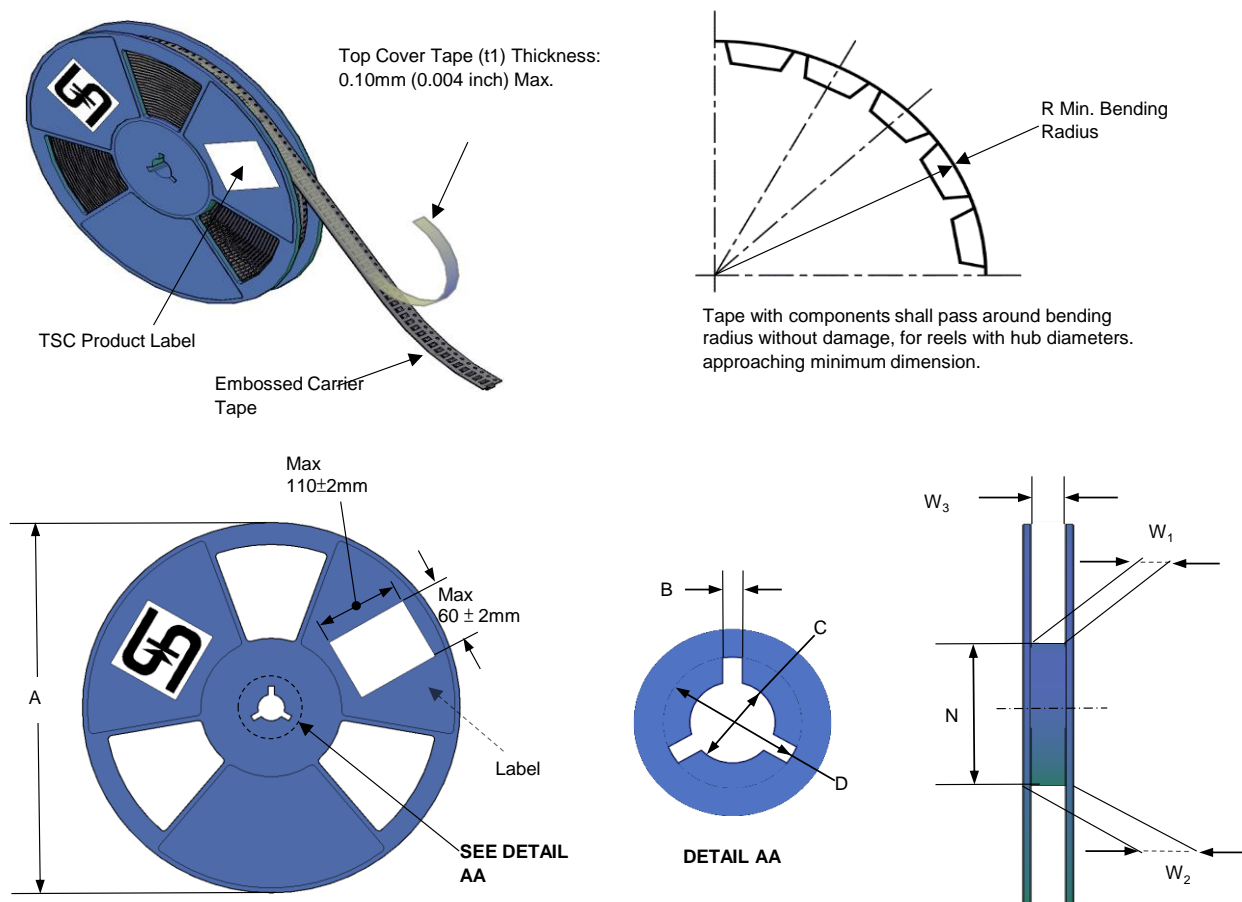 Top Cover Tape (t1) Thickness:
0.10mm (0.004 inch) Max.
R Min. Bending
Radius
TSC Product Label
Embossed Carrier
Tape
Tape with components shall pass around bending
radius without damage, for reels with hub diameters.
approaching minimum dimension.
Max
110±2mm
Max
60 ± 2mm
A
Label
SEE DETAIL
AA
B
C
D
DETAIL AA
W3
W1
N
W2